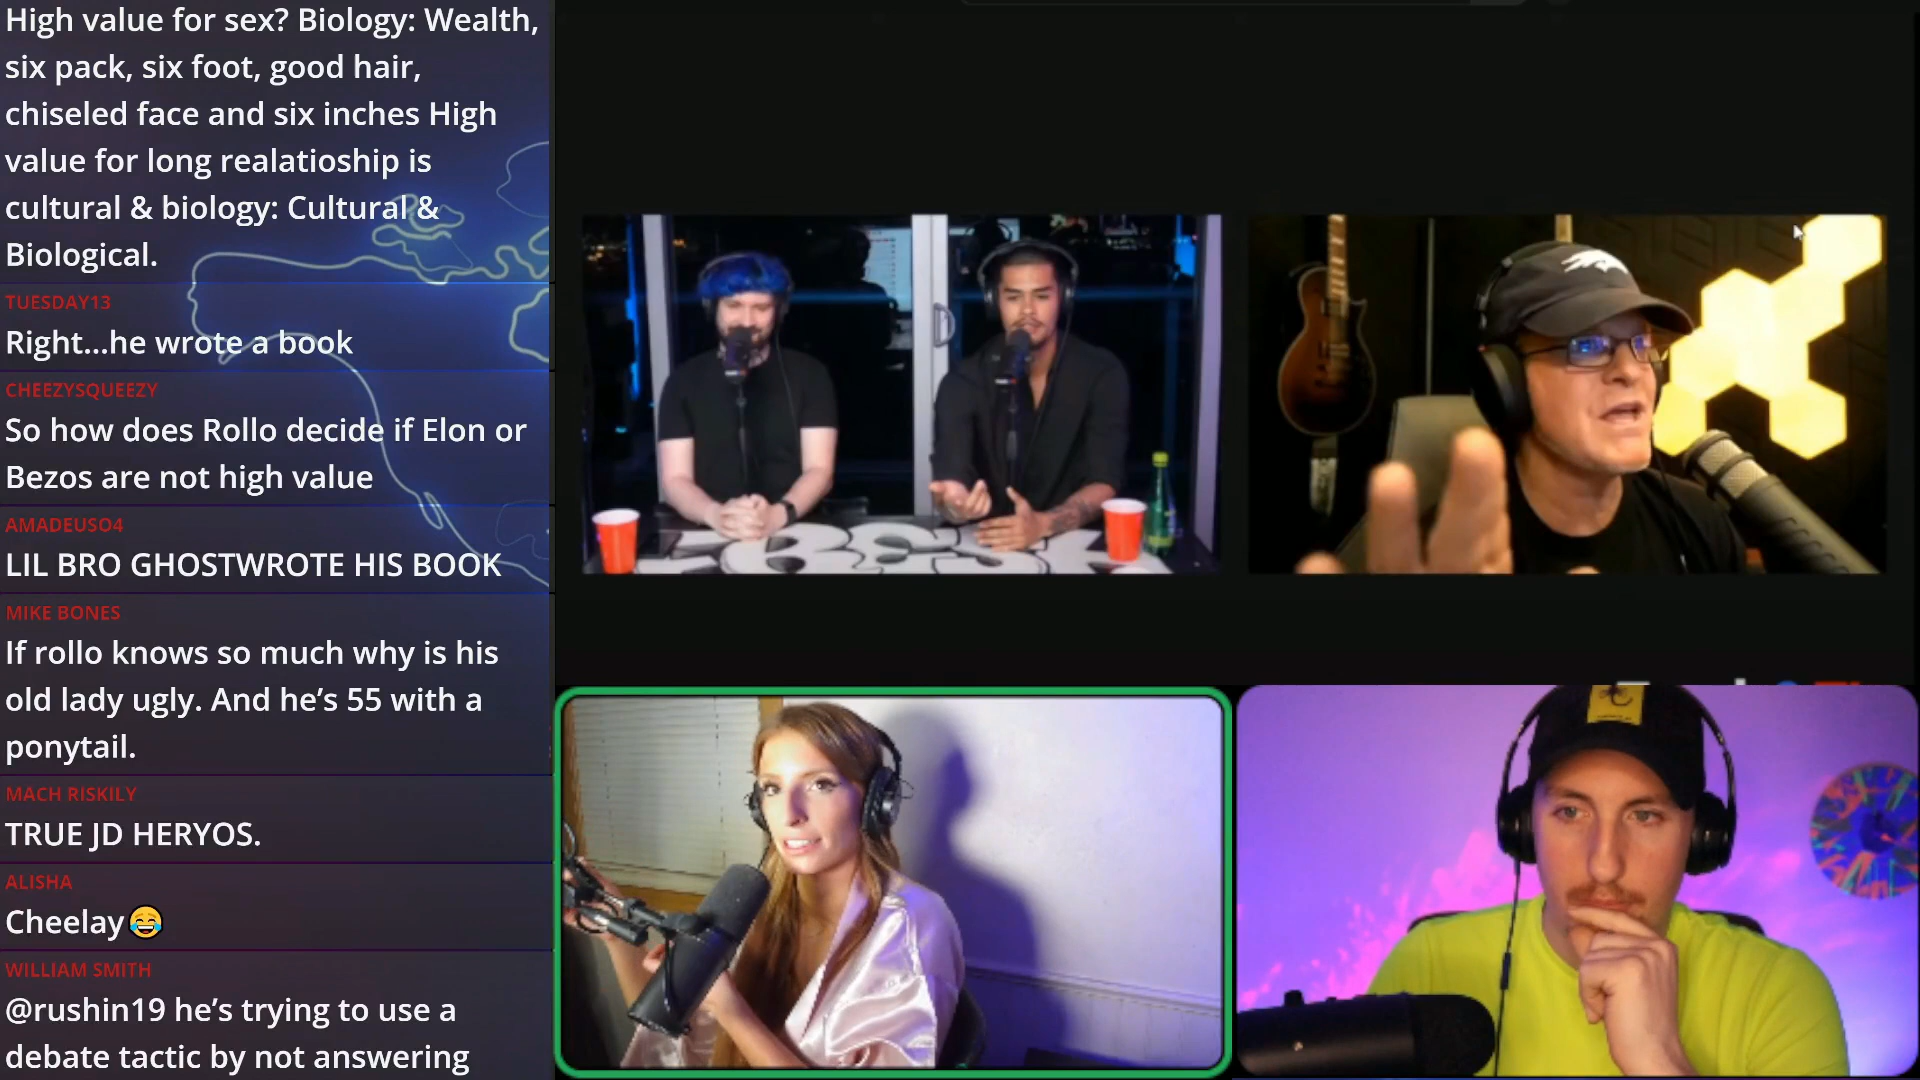 High value for sex? Biology: Wealth,
six pack, six foot, good hair,
chiseled face and six inches High
value for long realatioship is
cultural & biology: Cultural &
Biological.
TUESDAY13
Right...he wrote a book
CHEEZYSQUEEZY
So how does Rollo decide if Elon or
Bezos are not high value
AMADEUSO4
LIL BRO GHOSTWROTE HIS BOOK
MIKE BONES
If rollo knows so much why is his
old lady ugly. And he’s 55 with a
ponytail.
MACH RISKILY
TRUE JD HERYOS.
ALISHA
Cheelay😂
WILLIAM SMITH
@rushin19 he’s trying to use a
debate tactic by not answering